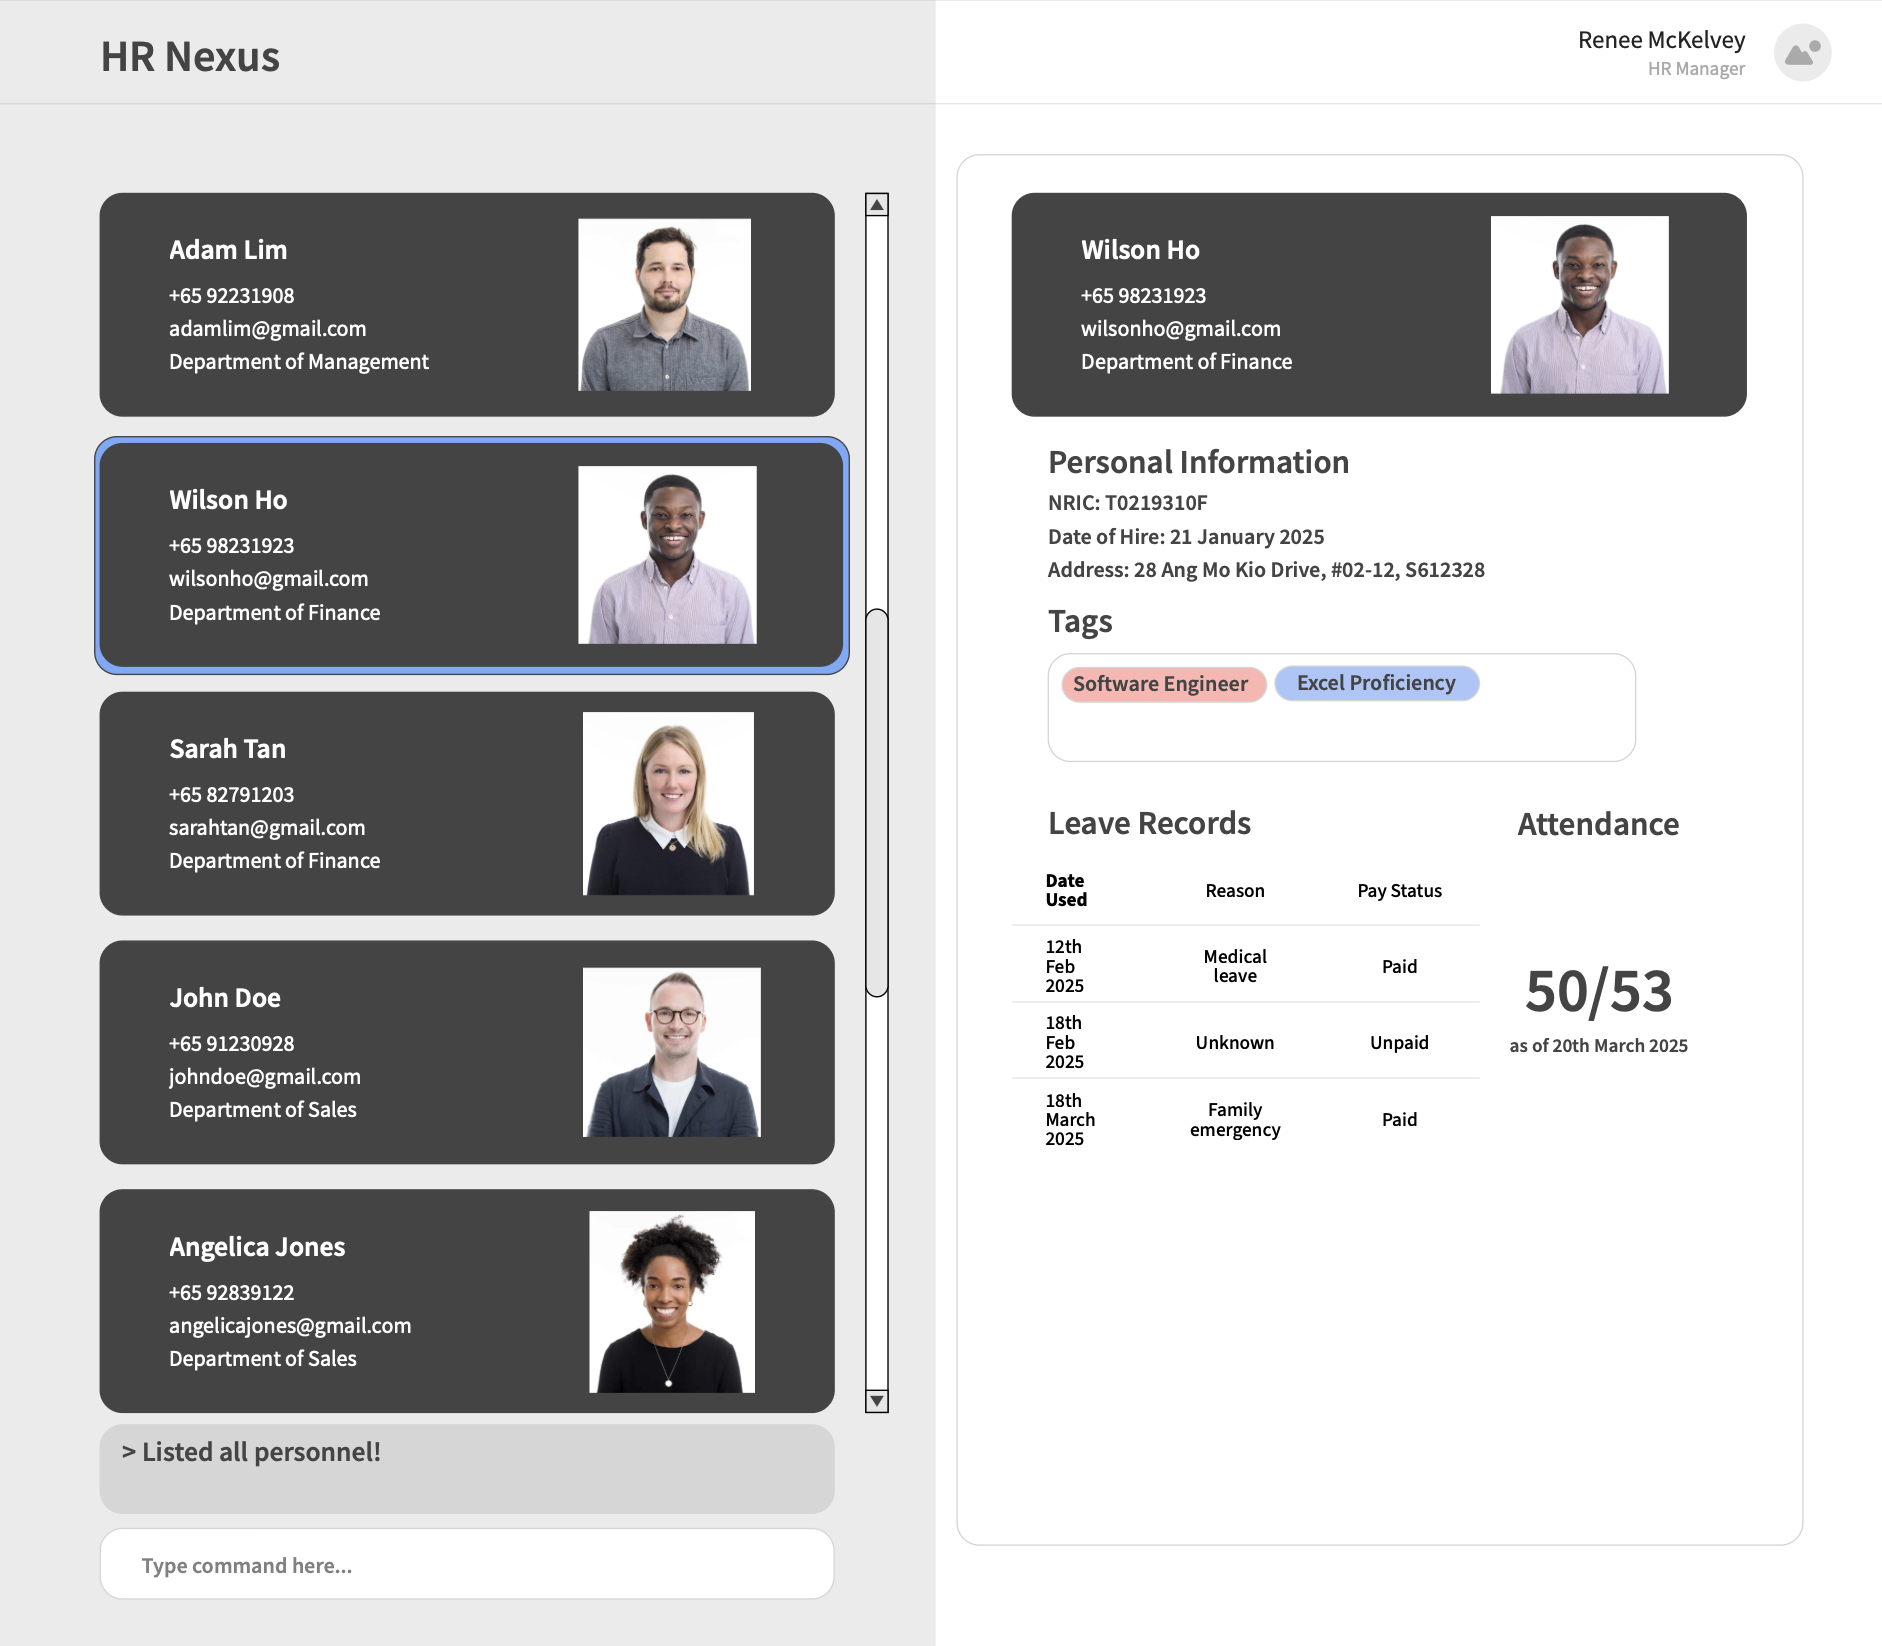 HR Nexus
Renee McKelvey
HR Manager
Adam Lim
+65 92231908
adamlim@gmail.com
Department of Management
Wilson Ho
+65 98231923
wilsonho@gmail.com
Department of Finance
Sarah Tan
+65 82791203
sarahtan@gmail.com
Department of Finance
John Doe
+65 91230928
johndoe@gmail.com
Department of Sales
Angelica Jones
+65 92839122
angelicajones@gmail.com
Department of Sales
> Listed all personnel!
Type command here...
Wilson Ho
+65 98231923
wilsonho@gmail.com
Department of Finance
Personal Information
NRIC: T0219310F
Date of Hire: 21 January 2025
Address: 28 Ang Mo Kio Drive, #02-12, S612328
Tags
Software Engineer
Excel Proficiency
Leave Records
Date
Used
Reason
Pay Status
12th
Feb
2025
Medical
leave
Paid
18th
Feb
2025
Unknown
Unpaid
18th
March
2025
Family
emergency
Paid
Attendance
50/53
as of 20th March 2025